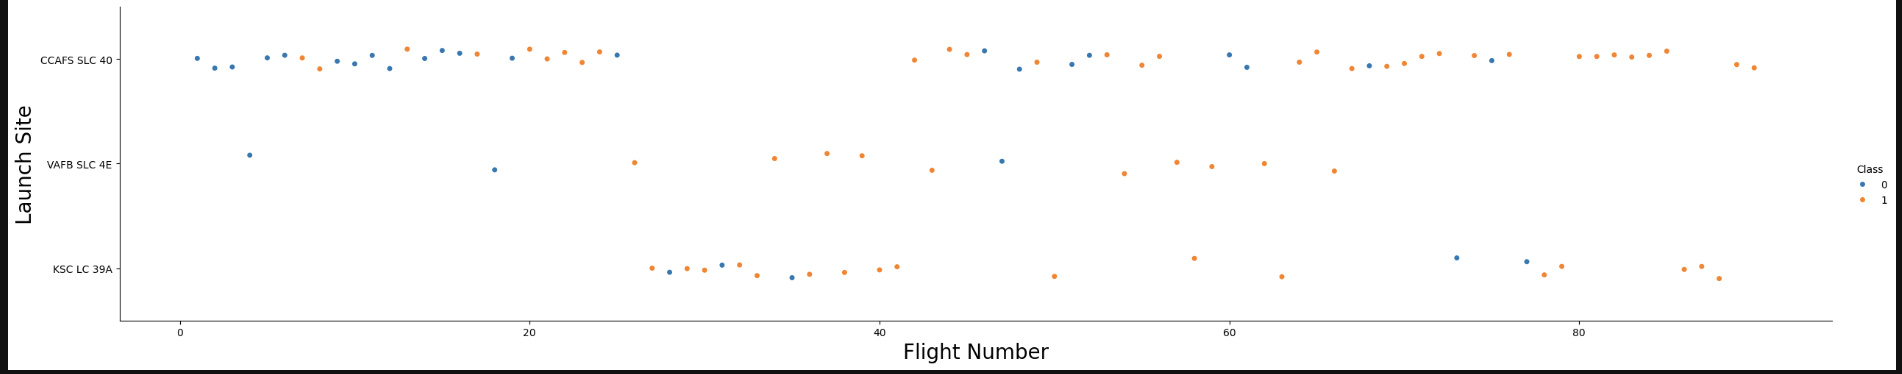 Launch Site
CCAFS SLC 40
VAFB SLC 4E
KSC LC 39A
0 20 40 60 80
Flight Number
Class
0
1